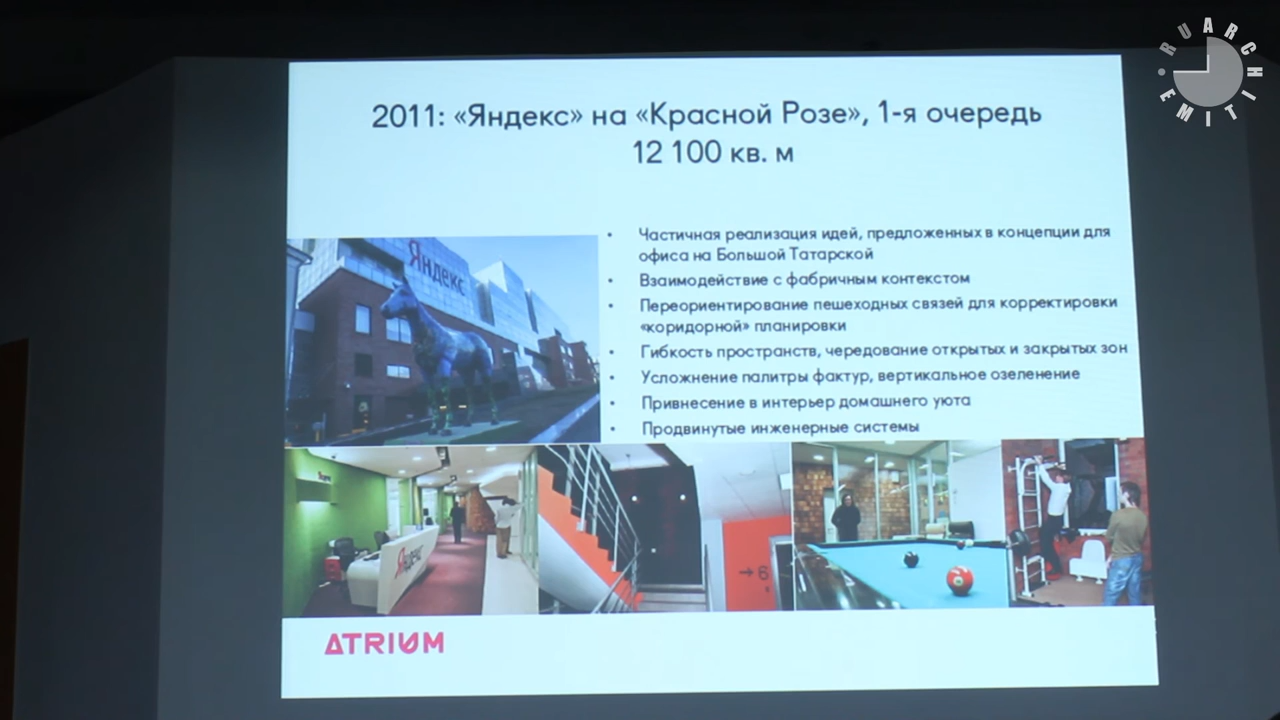 RUARCH
TIME
2011: «Яндекс» на «Красной Розе», 1-я очередь
12 100 кв. м
• Частичная реализация идей, предложенных в концепции для
офиса на Большой Татарской
• Взаимодействие с фабричным контекстом
• Переориентирование пешеходных связей для корректировки
«коридорной» планировки
• Гибкость пространств, чередование открытых и закрытых зон
• Усложнение палитры фактур, вертикальное озеленение
• Привнесение в интерьер домашнего уюта
• Продвинутые инженерные системы
Яндекс
Яндекс
→6
ATRIUM